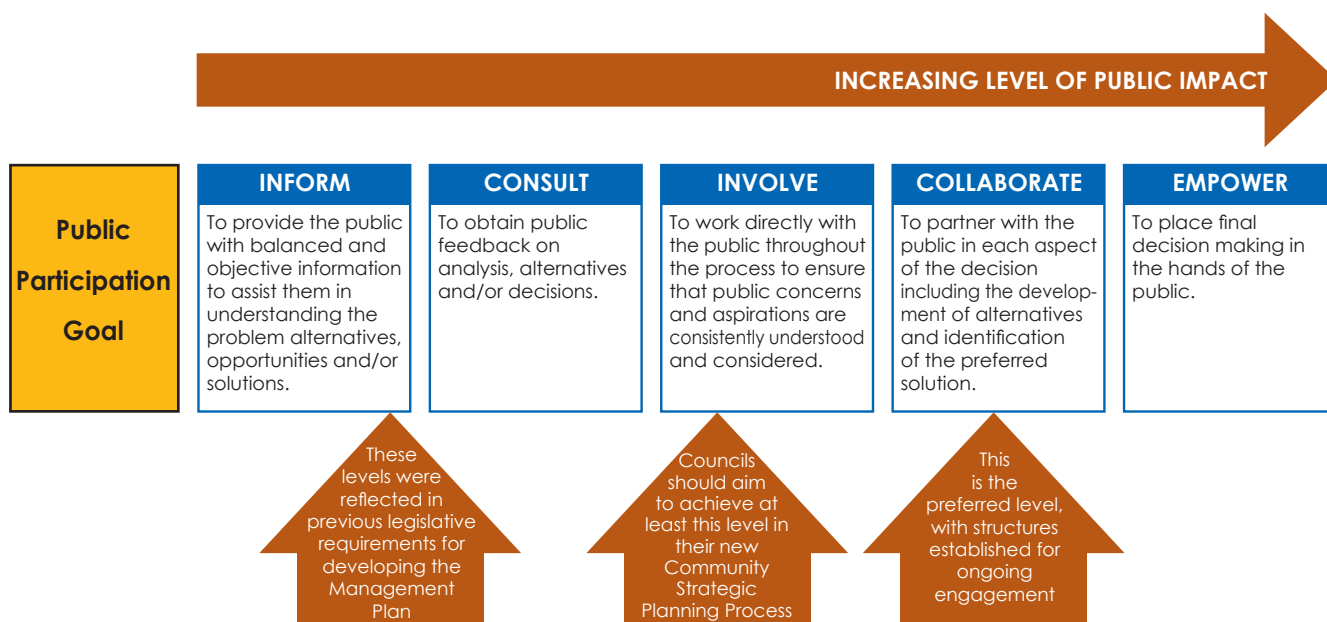 INCREASING LEVEL OF PUBLIC IMPACT
Public
Participation
Goal
INFORM
To provide the public
with balanced and
objective information
to assist them in
understanding the
problem alternatives,
opportunities and/or
solutions.
CONSULT
To obtain public
feedback on
analysis, alternatives
and/or decisions.
INVOLVE
To work directly with
the public throughout
the process to ensure
that public concerns
and aspirations are
consistently understood
and considered.
COLLABORATE
To partner with the
public in each aspect
of the decision
including the develop-
ment of alternatives
and identification
of the preferred
solution.
EMPOWER
To place final
decision making in
the hands of the
public.
These
levels were
reflected in
previous legislative
requirements for
developing the
Management
Plan
Councils
should aim
to achieve at
least this level in
their new
Community
Strategic
Planning Process
This
is the
preferred level,
with structures
established for
ongoing
engagement